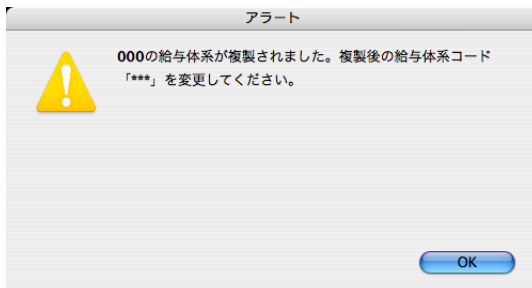 アラート
000の給与体系が複製されました。複製後の給与体系コード
「***」を変更してください。
OK